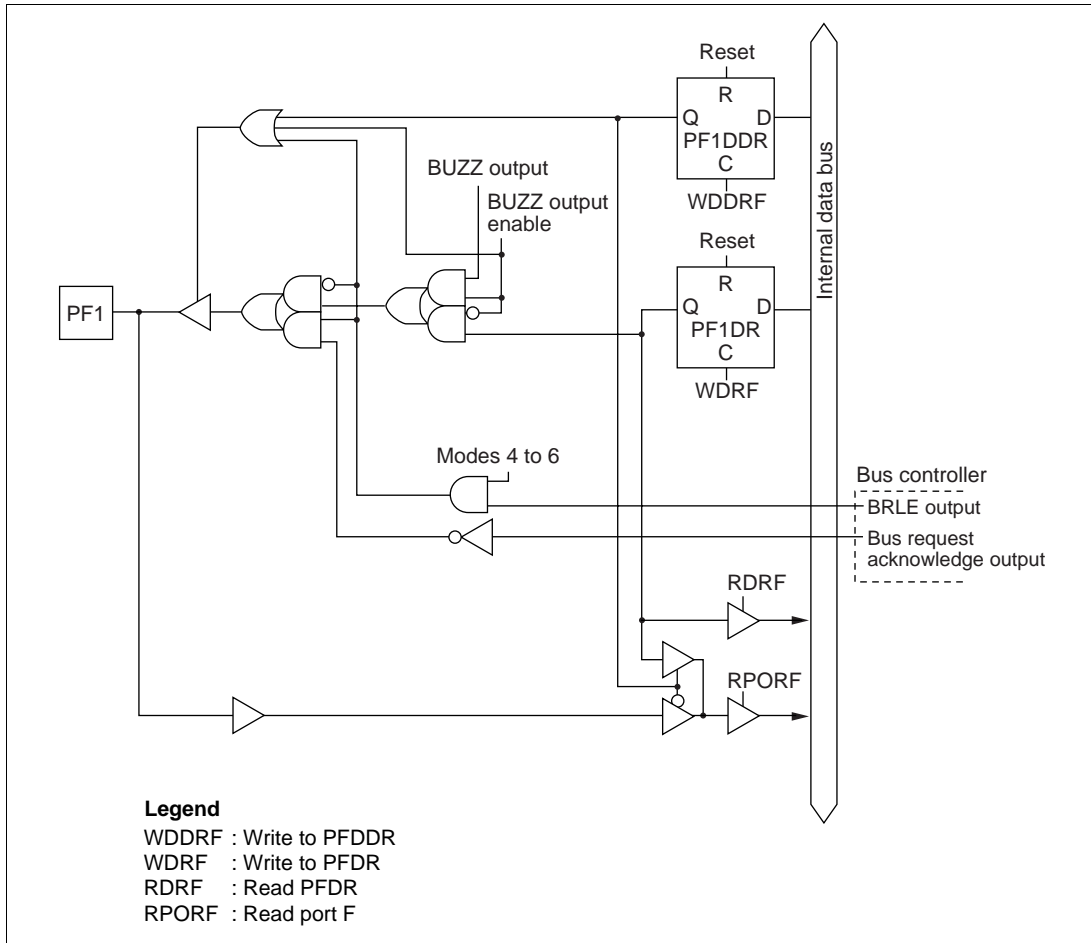 Reset
R
Q D
PF1DDR
C
WDDRF
BUZZ output
BUZZ output
enable
Internal data bus
Reset
R
Q D
PF1DR
C
WDRF
PF1
Modes 4 to 6
Bus controller
BRLE output
Bus request
acknowledge output
RDRF
RPORF
Legend
WDDRF : Write to PFDDR
WDRF : Write to PFDR
RDRF : Read PFDR
RPORF : Read port F